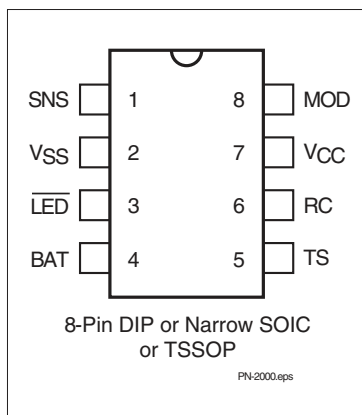 SNS 1 8 MOD
VSS 2 7 VCC
LED 3 6 RC
BAT 4 5 TS
8-Pin DIP or Narrow SOIC
or TSSOP
PN-2000.eps